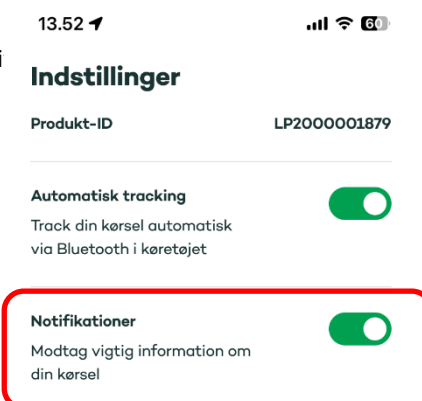 13.52
60
i
Indstillinger
Produkt-ID LP2000001879
Automatisk tracking
Track din kørsel automatisk
via Bluetooth i køretøjet
Notifikationer
Modtag vigtig information om
din kørsel